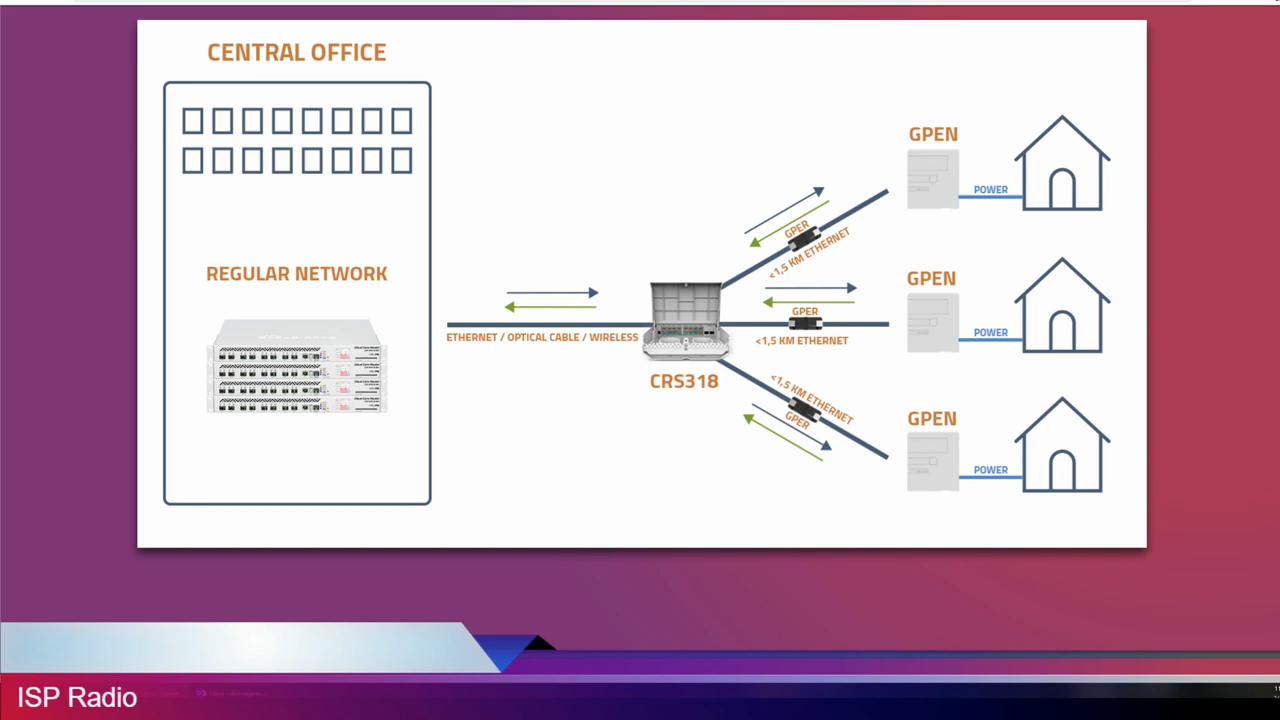 CENTRAL OFFICE
REGULAR NETWORK
ETHERNET / OPTICAL CABLE / WIRELESS
CRS318
GPER
<1,5 KM ETHERNET
GPER
<1,5 KM ETHERNET
<1,5 KM ETHERNET
GPER
GPEN
POWER
GPEN
POWER
GPEN
POWER
ISP Radio